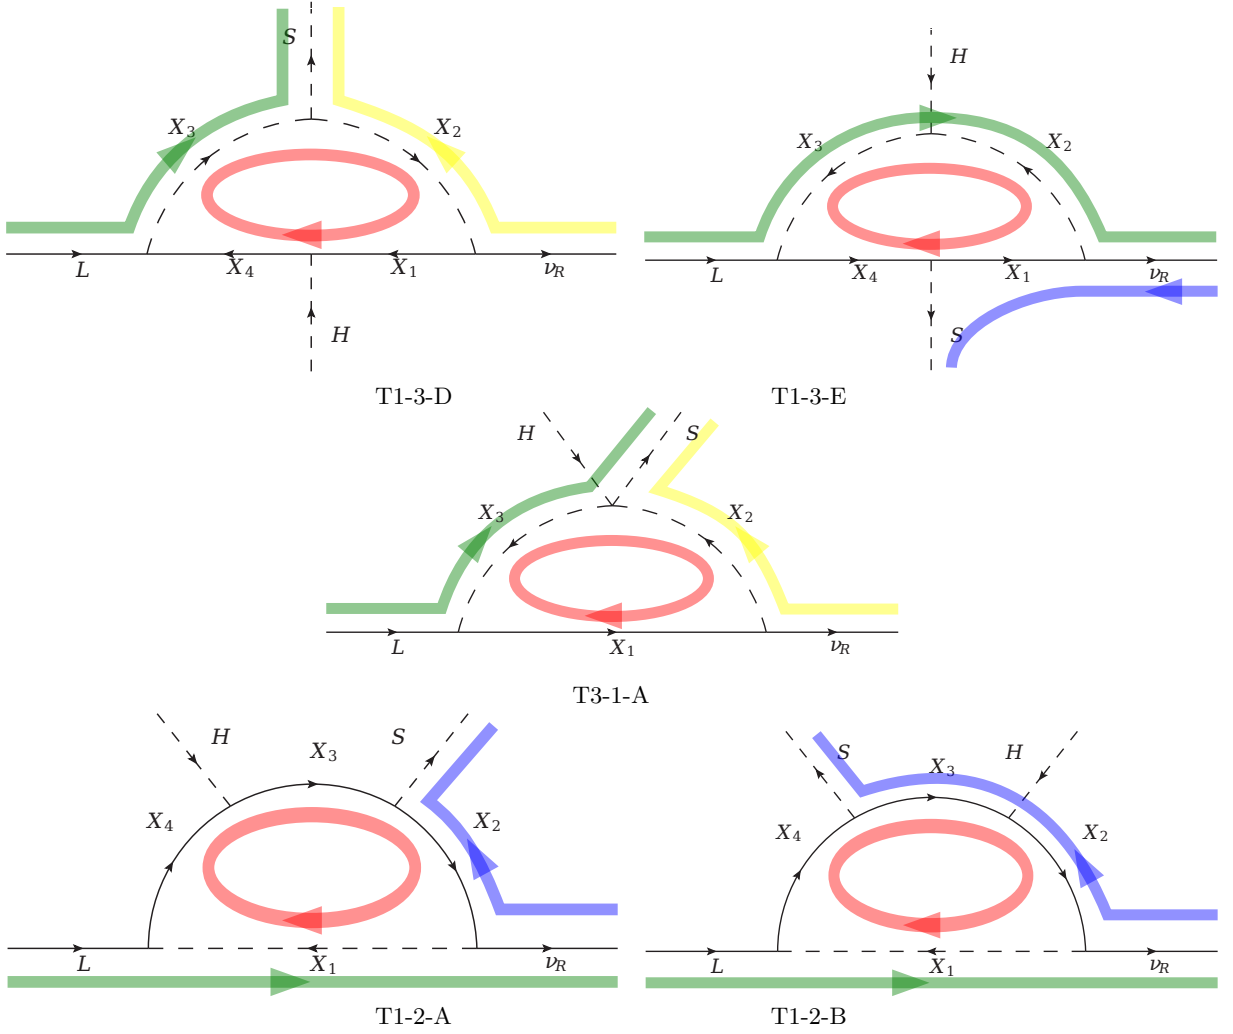 S
H
X3
X2
X3
X2
L
X4
X1
νR
L
X4
X1
νR
H
S
T1-3-D
T1-3-E
H
S
X3
X2
L
X1
νR
T3-1-A
H
X3
S
X4
X2
L
X1
νR
T1-2-A
S
X3
H
X4
X2
L
X1
νR
T1-2-B